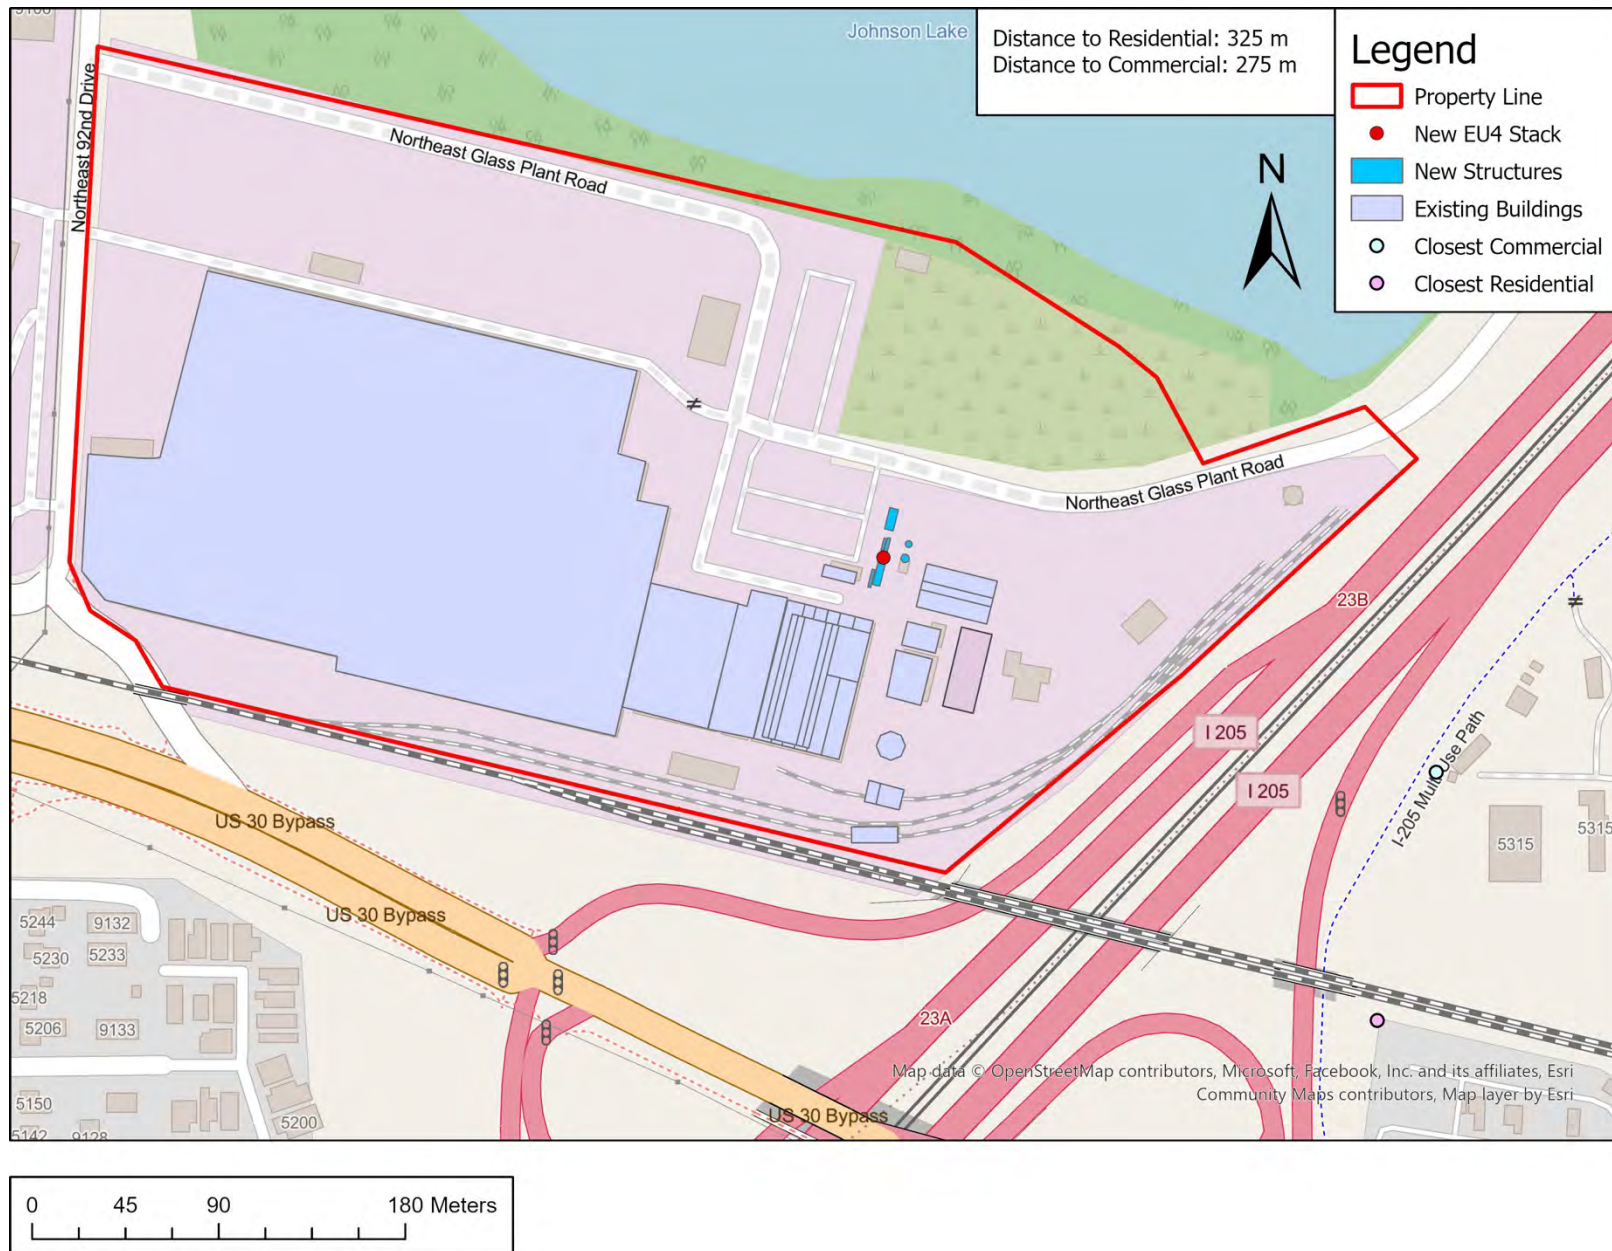 Johnson Lake
Distance to Residential: 325 m
Distance to Commercial: 275 m
Legend
Property Line
New EU4 Stack
New Structures
Existing Buildings
Closest Commercial
Closest Residential
N
Northeast 92nd Drive
Northeast Glass Plant Road
Northeast Glass Plant Road
23B
I 205
I 205
I-205 Multi Use Path
5315
5315
US 30 Bypass
US 30 Bypass
US 30 Bypass
23A
5244
9132
5230
5233
5218
5206
9133
5150
5200
5142
9128
Map data © OpenStreetMap contributors, Microsoft, Facebook, Inc. and its affiliates, Esri
Community Maps contributors, Map layer by Esri
0 45 90 180 Meters